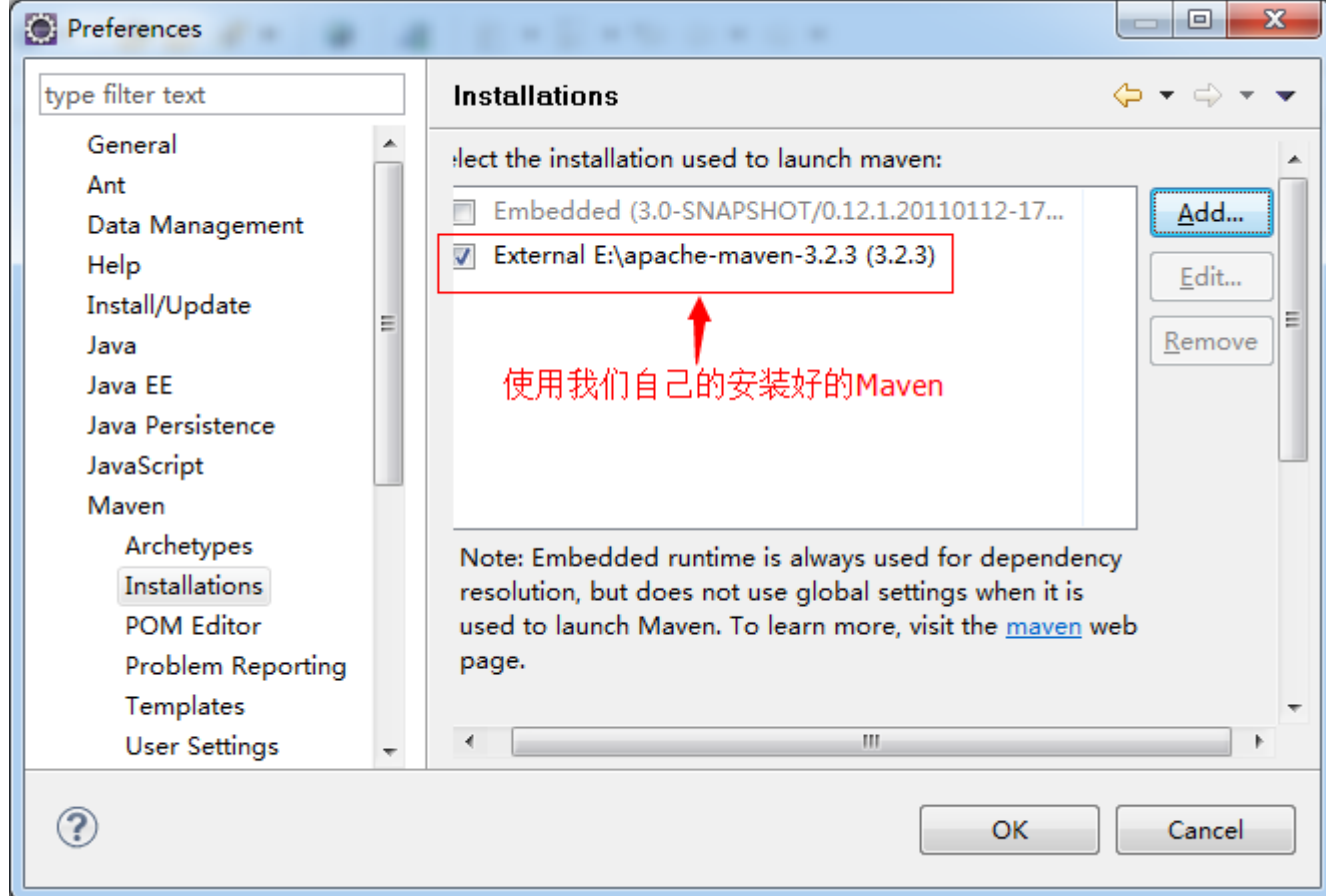 Preferences
type filter text
General
Ant
Data Management
Help
Install/Update
Java
Java EE
Java Persistence
JavaScript
Maven
Archetypes
Installations
POM Editor
Problem Reporting
Templates
User Settings
Installations
elect the installation used to launch maven:
Embedded (3.0-SNAPSHOT/0.12.1.20110112-17...
External E:\apache-maven-3.2.3 (3.2.3)
使用我们自己的安装好的Maven
Add...
Edit...
Remove
Note: Embedded runtime is always used for dependency
resolution, but does not use global settings when it is
used to launch Maven. To learn more, visit the maven web
page.
OK
Cancel